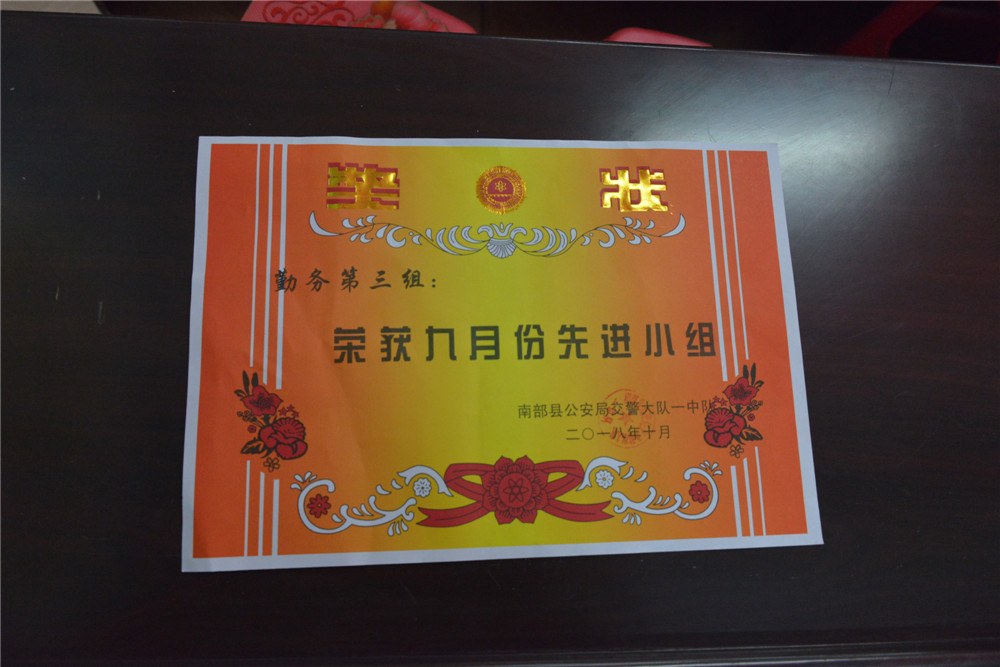 荣 状
勤务第三组：
荣获九月份先进小组
南部县公安局交警大队一中队
二〇一八年十月